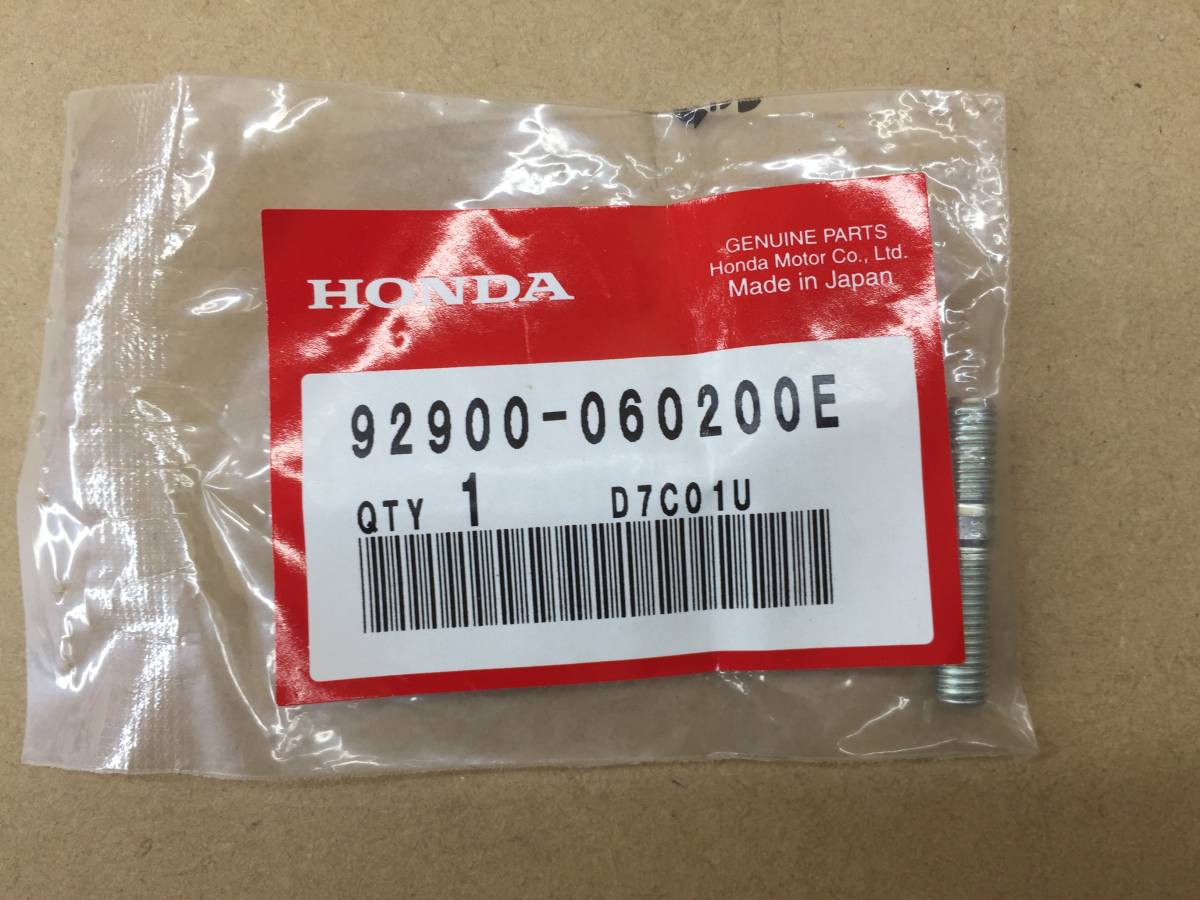 HONDA
GENUINE PARTS
Honda Motor Co., Ltd.
Made in Japan
92900-060200E
QTY 1 D7C01U